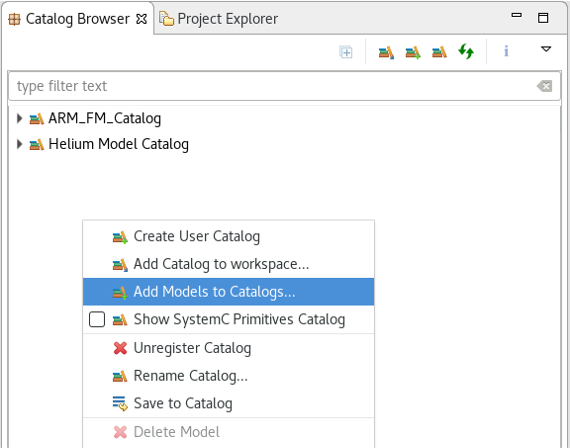 Catalog Browser
Project Explorer
type filter text
ARM_FM_Catalog
Helium Model Catalog
Create User Catalog
Add Catalog to workspace...
Add Models to Catalogs...
Show SystemC Primitives Catalog
Unregister Catalog
Rename Catalog...
Save to Catalog
Delete Model